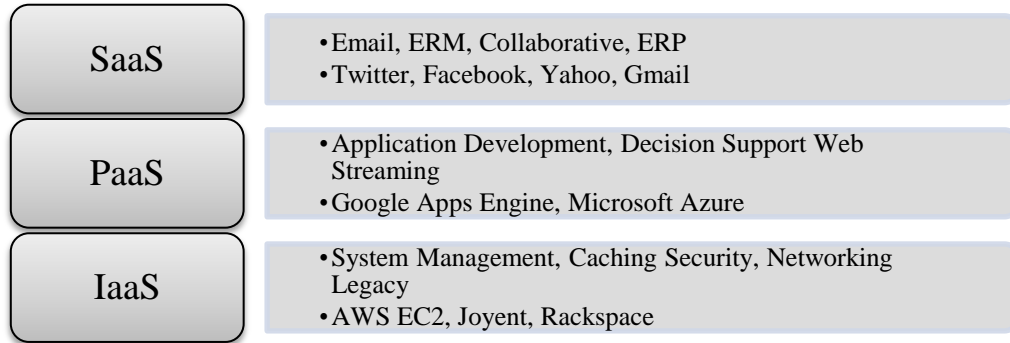 SaaS
•Email, ERM, Collaborative, ERP
•Twitter, Facebook, Yahoo, Gmail
PaaS
•Application Development, Decision Support Web
Streaming
•Google Apps Engine, Microsoft Azure
IaaS
•System Management, Caching Security, Networking
Legacy
•AWS EC2, Joyent, Rackspace